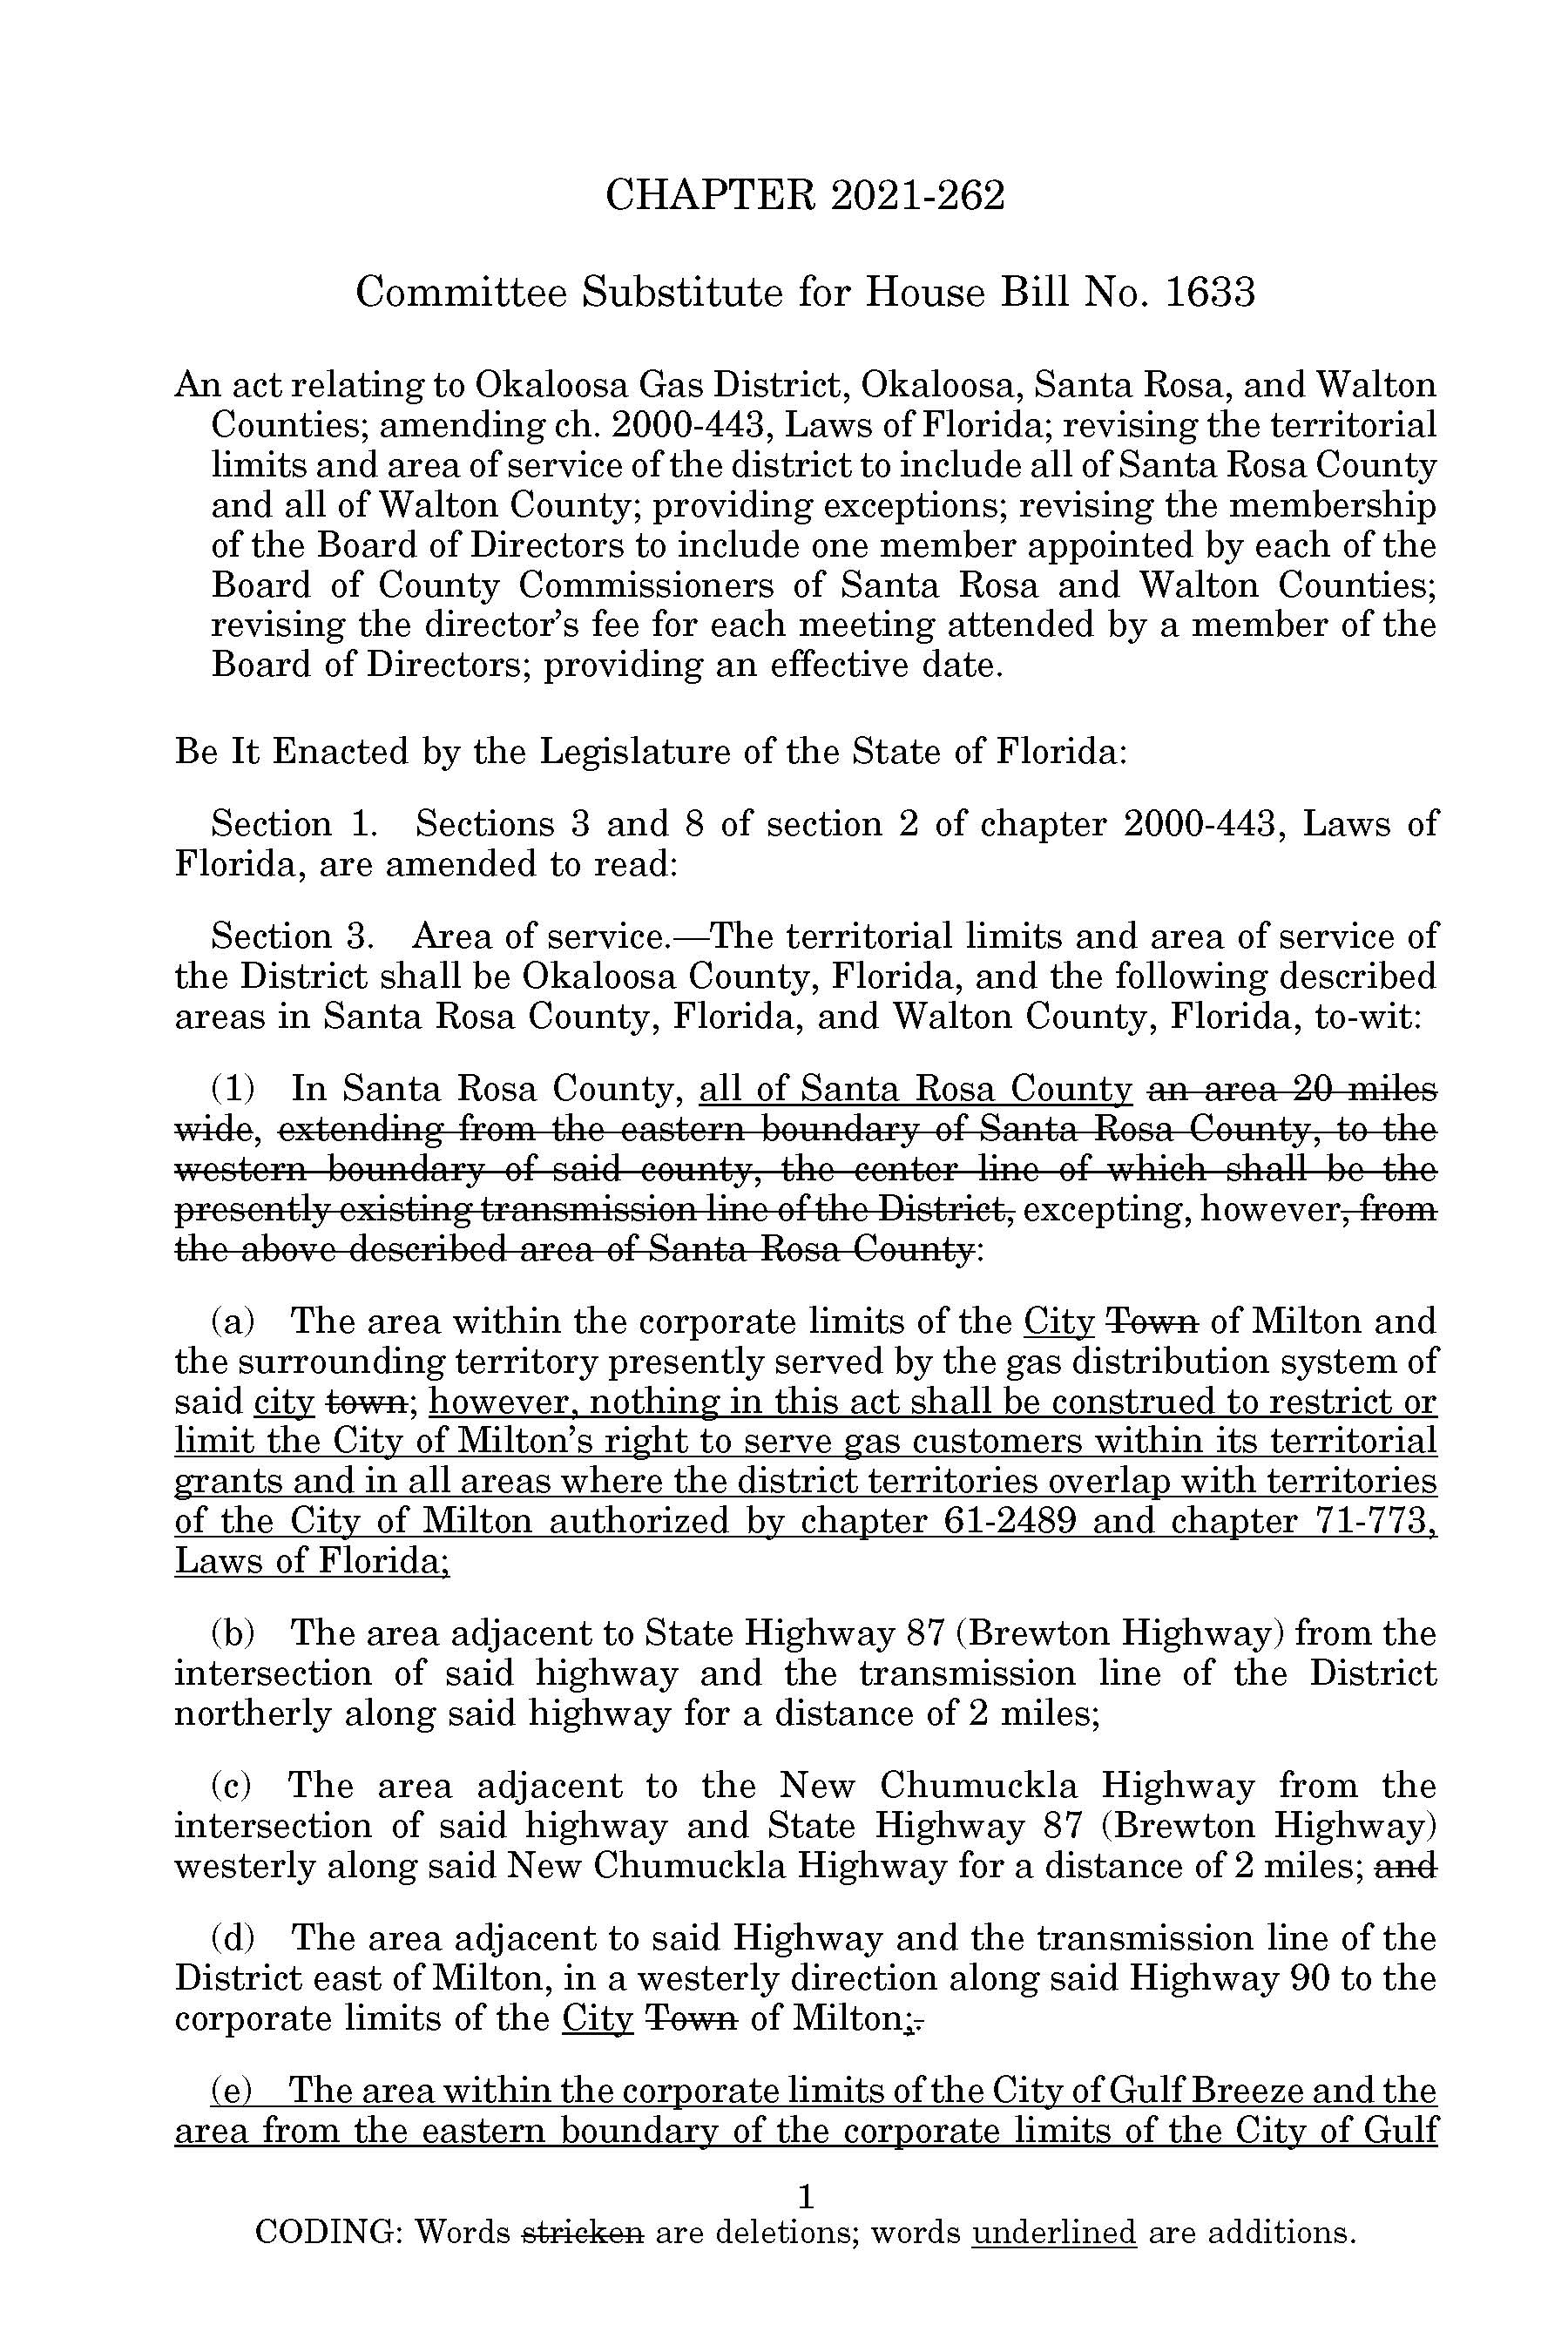 CHAPTER 2021-262
Committee Substitute for House Bill No. 1633
An act relating to Okaloosa Gas District, Okaloosa, Santa Rosa, and Walton
Counties; amending ch. 2000-443, Laws of Florida; revising the territorial
limits and area of service of the district to include all of Santa Rosa County
and all of Walton County; providing exceptions; revising the membership
of the Board of Directors to include one member appointed by each of the
Board of County Commissioners of Santa Rosa and Walton Counties;
revising the director’s fee for each meeting attended by a member of the
Board of Directors; providing an effective date.
Be It Enacted by the Legislature of the State of Florida:
Section 1. Sections 3 and 8 of section 2 of chapter 2000-443, Laws of
Florida, are amended to read:
Section 3. Area of service.—The territorial limits and area of service of
the District shall be Okaloosa County, Florida, and the following described
areas in Santa Rosa County, Florida, and Walton County, Florida, to-wit:
(1) In Santa Rosa County, all of Santa Rosa County an area 20 miles
wide, extending from the eastern boundary of Santa Rosa County, to the
western boundary of said county, the center line of which shall be the
presently existing transmission line of the District, excepting, however, from
the above described area of Santa Rosa County:
(a) The area within the corporate limits of the City Town of Milton and
the surrounding territory presently served by the gas distribution system of
said city town; however, nothing in this act shall be construed to restrict or
limit the City of Milton’s right to serve gas customers within its territorial
grants and in all areas where the district territories overlap with territories
of the City of Milton authorized by chapter 61-2489 and chapter 71-773,
Laws of Florida;
(b) The area adjacent to State Highway 87 (Brewton Highway) from the
intersection of said highway and the transmission line of the District
northerly along said highway for a distance of 2 miles;
(c) The area adjacent to the New Chumuckla Highway from the
intersection of said highway and State Highway 87 (Brewton Highway)
westerly along said New Chumuckla Highway for a distance of 2 miles; and
(d) The area adjacent to said Highway and the transmission line of the
District east of Milton, in a westerly direction along said Highway 90 to the
corporate limits of the City Town of Milton;.
(e) The area within the corporate limits of the City of Gulf Breeze and the
area from the eastern boundary of the corporate limits of the City of Gulf
1
CODING: Words stricken are deletions; words underlined are additions.